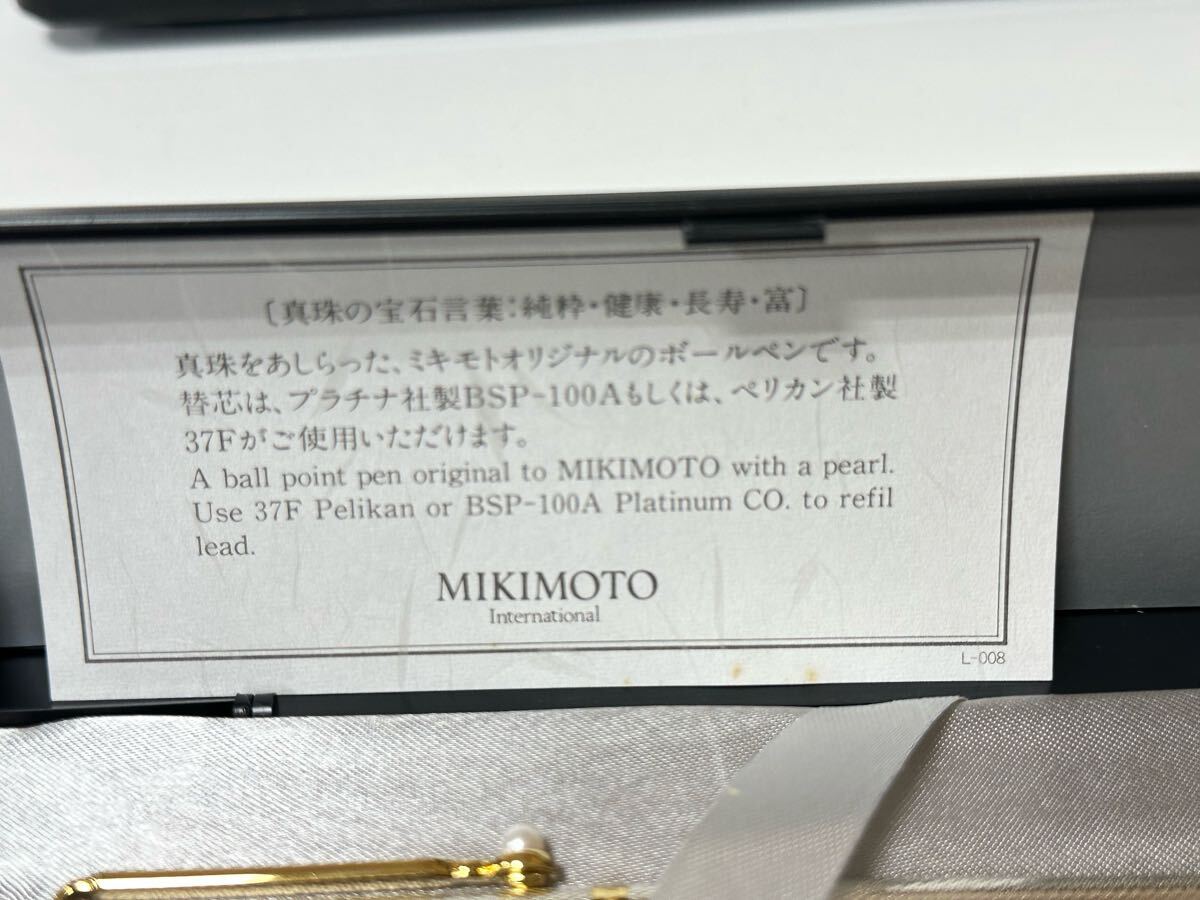 〔真珠の宝石言葉:純粋・健康・長寿・富〕
真珠をあしらった、ミキモトオリジナルのボールペンです。
替芯は、プラチナ社製BSP-100Aもしくは、ペリカン社製
37Fがご使用いただけます。
A ball point pen original to MIKIMOTO with a pearl.
Use 37F Pelikan or BSP-100A Platinum CO. to refil
lead.
MIKIMOTO
International
L-008